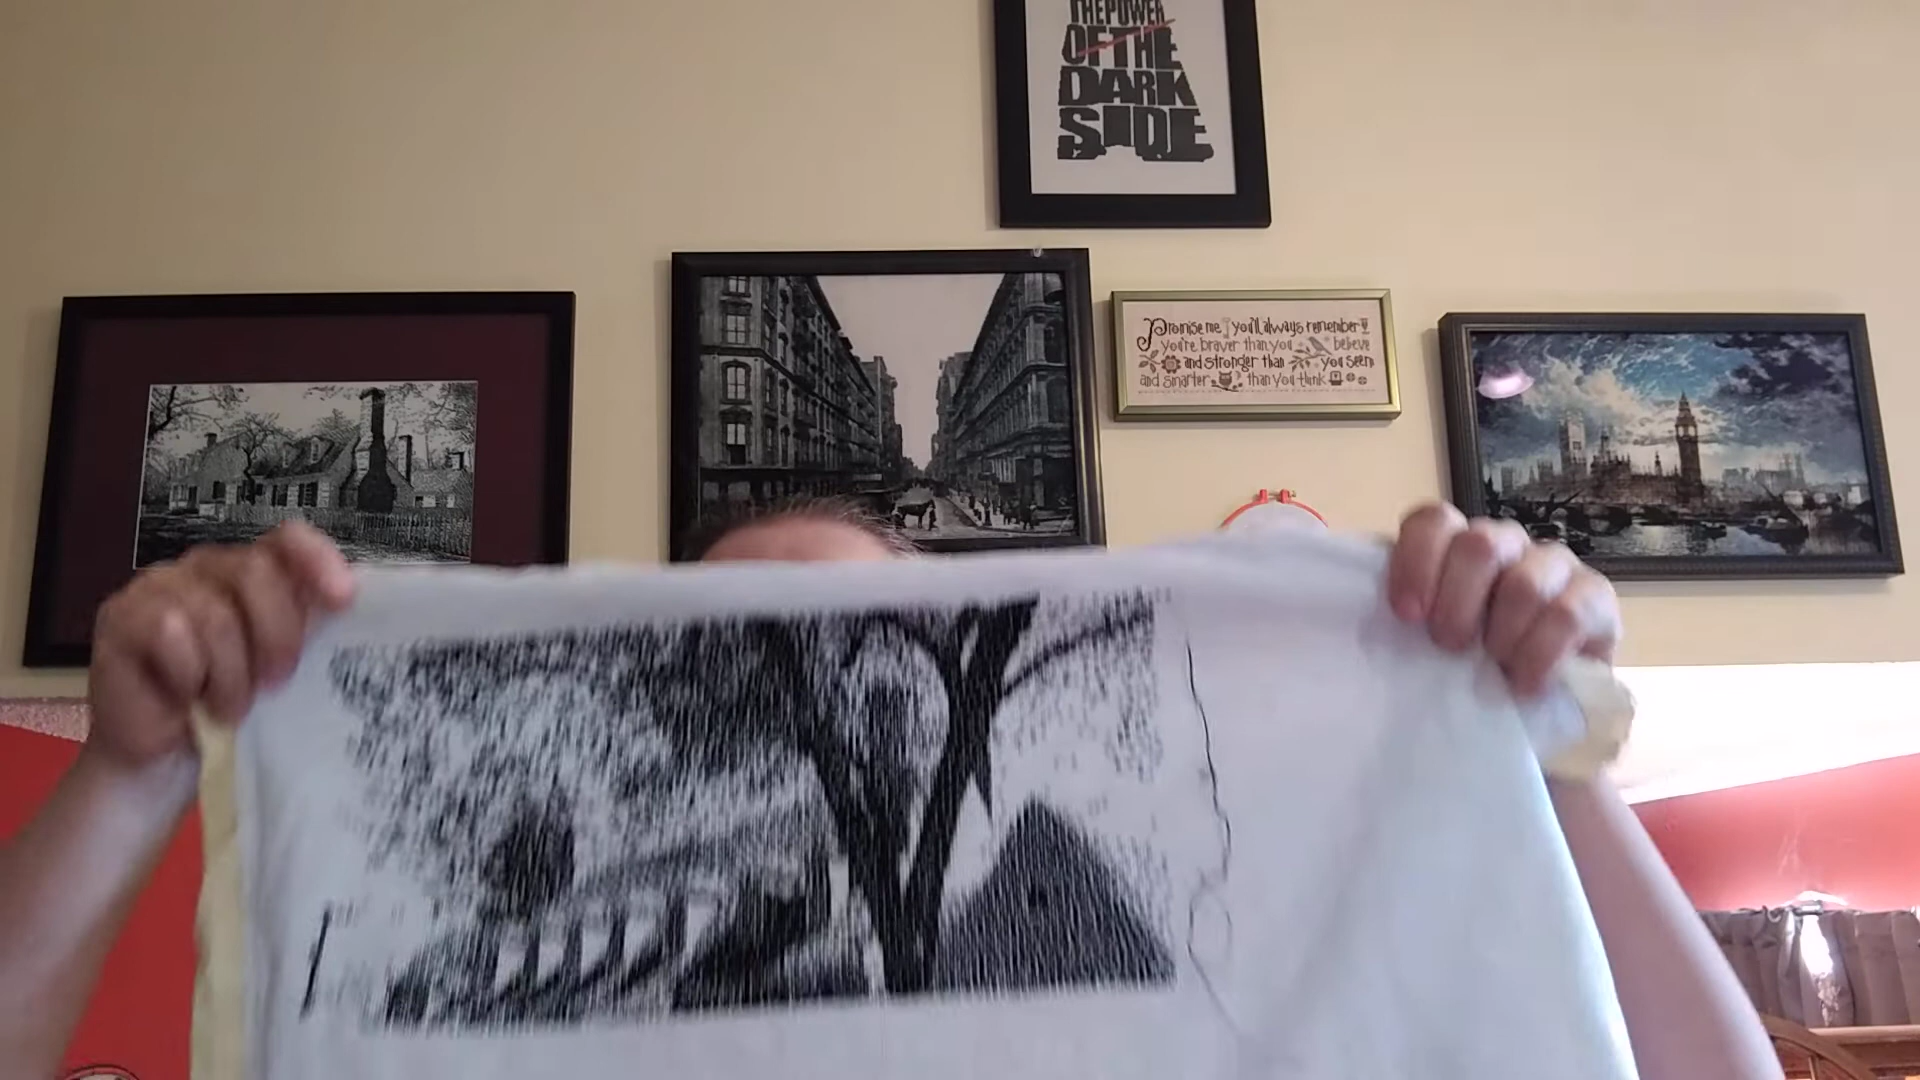 THE POWER
OF THE
DARK
SIDE
Promise me you'll always remember
you're braver than you believe
and stronger than you seem
and smarter than you think